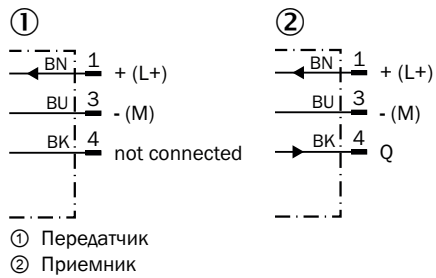 ① ②
BN 1 + (L+) BN 1 + (L+)
BU 3 - (M) BU 3 - (M)
BK 4 not connected BK 4 Q
① Передатчик
② Приемник